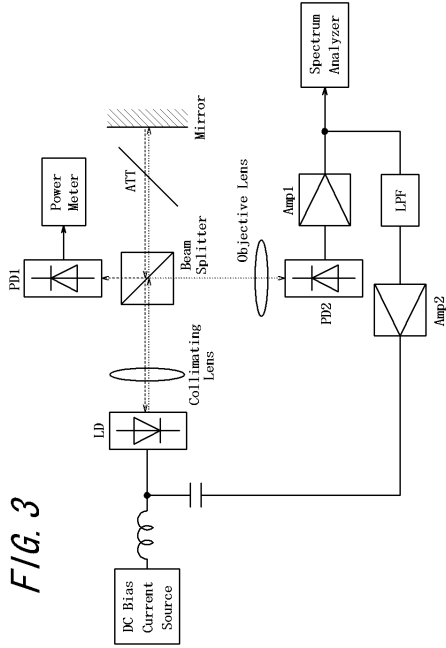 FIG. 3
DC Bias
Current
Source
LD
Collimating
Lens
PD1
Power
Meter
Beam
Splitter
ATT
Mirror
Objective Lens
PD2
Amp1
Spectrum
Analyzer
LPF
Amp2